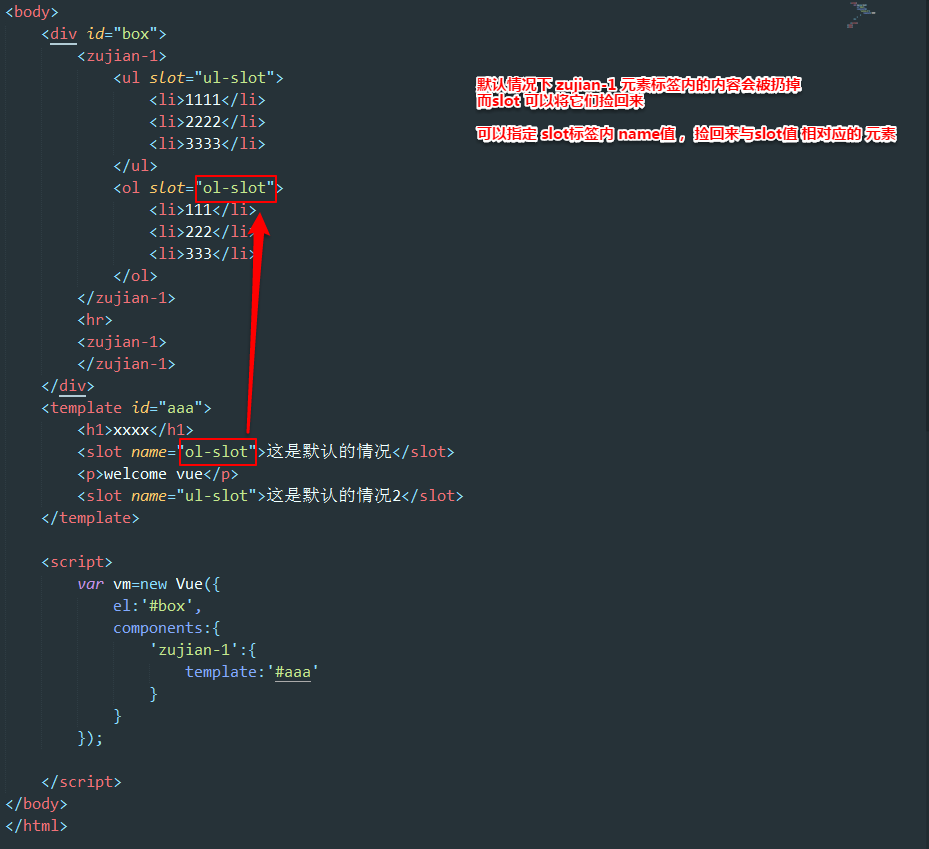 <body>
<div id="box">
<zujian-1>
<ul slot="ul-slot">
<li>1111</li>
<li>2222</li>
<li>3333</li>
</ul>
<ol slot="ol-slot">
<li>111</li>
<li>222</li>
<li>333</li>
</ol>
</zujian-1>
<hr>
<zujian-1>
</zujian-1>
</div>
<template id="aaa">
<h1>xxxx</h1>
<slot name="ol-slot">这是默认的情况</slot>
<p>welcome vue</p>
<slot name="ul-slot">这是默认的情况2</slot>
</template>
<script>
var vm=new Vue({
el:'#box',
components:{
'zujian-1':{
template:'#aaa'
}
}
});
</script>
</body>
</html>
默认情况下 zujian-1 元素标签内的内容会被扔掉
而slot 可以将它们捡回来
可以指定 slot标签内 name值 ，捡回来与slot值 相对应的 元素